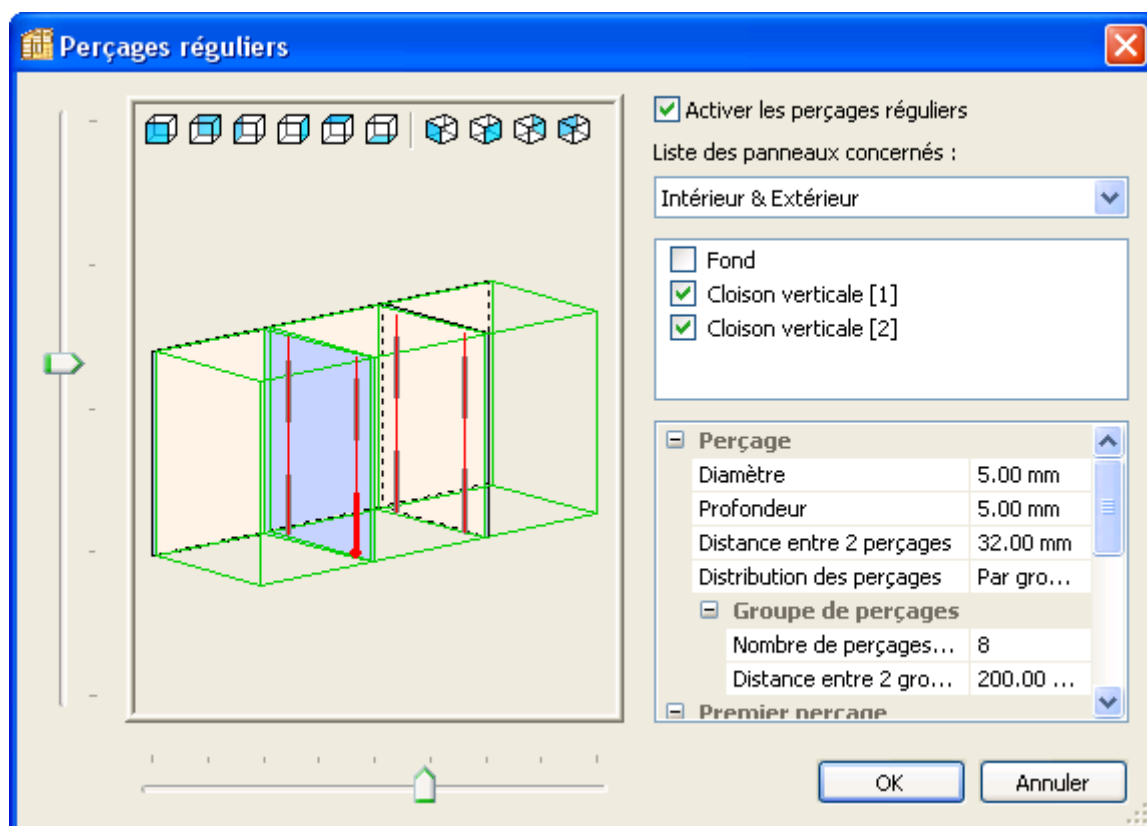 Perçages réguliers
Activer les perçages réguliers
Liste des panneaux concernés :
Intérieur & Extérieur
Fond
Cloison verticale [1]
Cloison verticale [2]
Perçage
Diamètre 5.00 mm
Profondeur 5.00 mm
Distance entre 2 perçages 32.00 mm
Distribution des perçages Par gro...
Groupe de perçages
Nombre de perçages... 8
Distance entre 2 gro... 200.00 ...
Premier perçage
OK Annuler